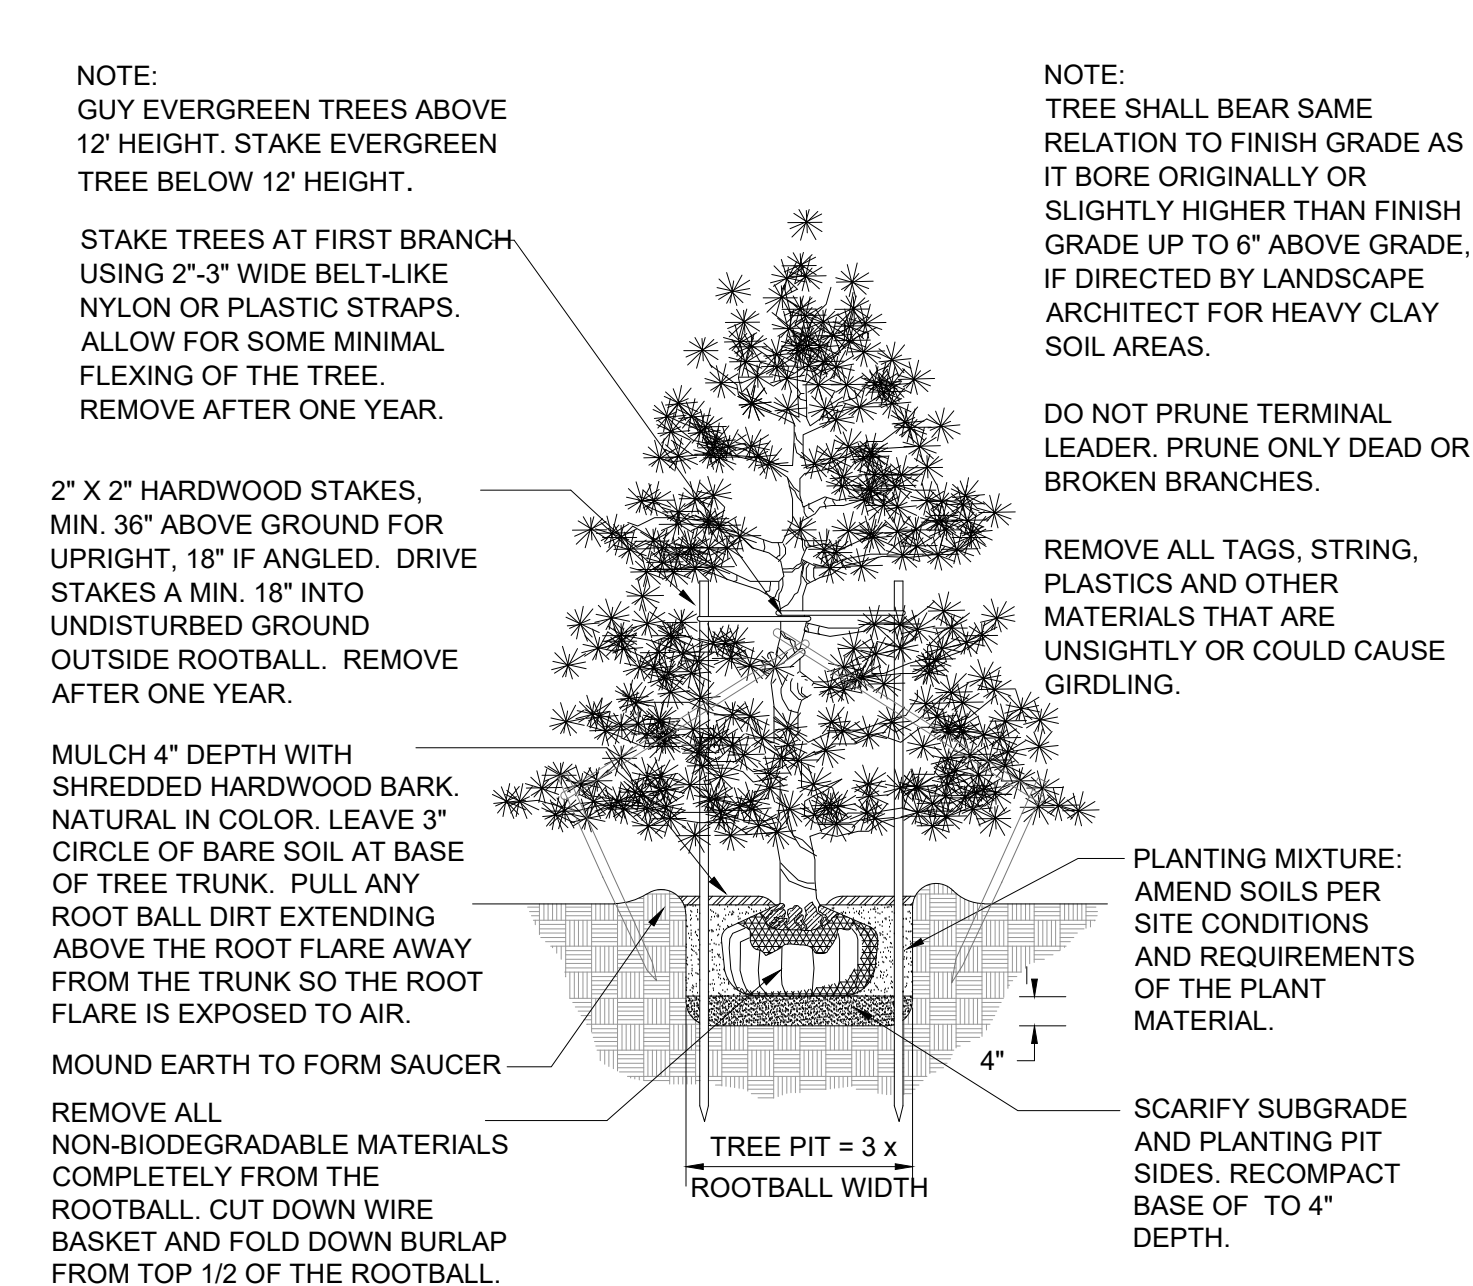 NOTE:
GUY EVERGREEN TREES ABOVE
12' HEIGHT. STAKE EVERGREEN
TREE BELOW 12' HEIGHT.
STAKE TREES AT FIRST BRANCH
USING 2"-3" WIDE BELT-LIKE
NYLON OR PLASTIC STRAPS.
ALLOW FOR SOME MINIMAL
FLEXING OF THE TREE.
REMOVE AFTER ONE YEAR.
2" X 2" HARDWOOD STAKES,
MIN. 36" ABOVE GROUND FOR
UPRIGHT, 18" IF ANGLED.  DRIVE
STAKES A MIN. 18" INTO
UNDISTURBED GROUND
OUTSIDE ROOTBALL.  REMOVE
AFTER ONE YEAR.
MULCH 4" DEPTH WITH
SHREDDED HARDWOOD BARK.
NATURAL IN COLOR. LEAVE 3"
CIRCLE OF BARE SOIL AT BASE
OF TREE TRUNK.  PULL ANY
ROOT BALL DIRT EXTENDING
ABOVE THE ROOT FLARE AWAY
FROM THE TRUNK SO THE ROOT
FLARE IS EXPOSED TO AIR.
MOUND EARTH TO FORM SAUCER
REMOVE ALL
NON-BIODEGRADABLE MATERIALS
COMPLETELY FROM THE
ROOTBALL. CUT DOWN WIRE
BASKET AND FOLD DOWN BURLAP
FROM TOP 1/2 OF THE ROOTBALL.
TREE PIT = 3 x
ROOTBALL WIDTH
NOTE:
TREE SHALL BEAR SAME
RELATION TO FINISH GRADE AS
IT BORE ORIGINALLY OR
SLIGHTLY HIGHER THAN FINISH
GRADE UP TO 6" ABOVE GRADE,
IF DIRECTED BY LANDSCAPE
ARCHITECT FOR HEAVY CLAY
SOIL AREAS.
DO NOT PRUNE TERMINAL
LEADER. PRUNE ONLY DEAD OR
BROKEN BRANCHES.
REMOVE ALL TAGS, STRING,
PLASTICS AND OTHER
MATERIALS THAT ARE
UNSIGHTLY OR COULD CAUSE
GIRDLING.
PLANTING MIXTURE:
AMEND SOILS PER
SITE CONDITIONS
AND REQUIREMENTS
OF THE PLANT
MATERIAL.
4"
SCARIFY SUBGRADE
AND PLANTING PIT
SIDES. RECOMPACT
BASE OF  TO 4"
DEPTH.